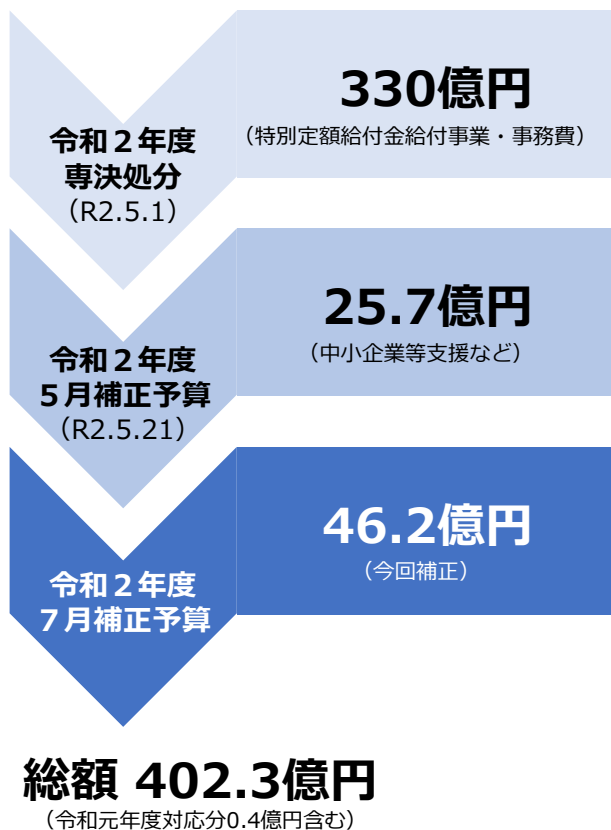 令和２年度
専決処分
（R2.5.1）
330億円
（特別定額給付金給付事業・事務費）
令和２年度
５月補正予算
（R2.5.21）
25.7億円
（中小企業等支援など）
令和２年度
７月補正予算
46.2億円
（今回補正）
総額 402.3億円
（令和元年度対応分0.4億円含む）